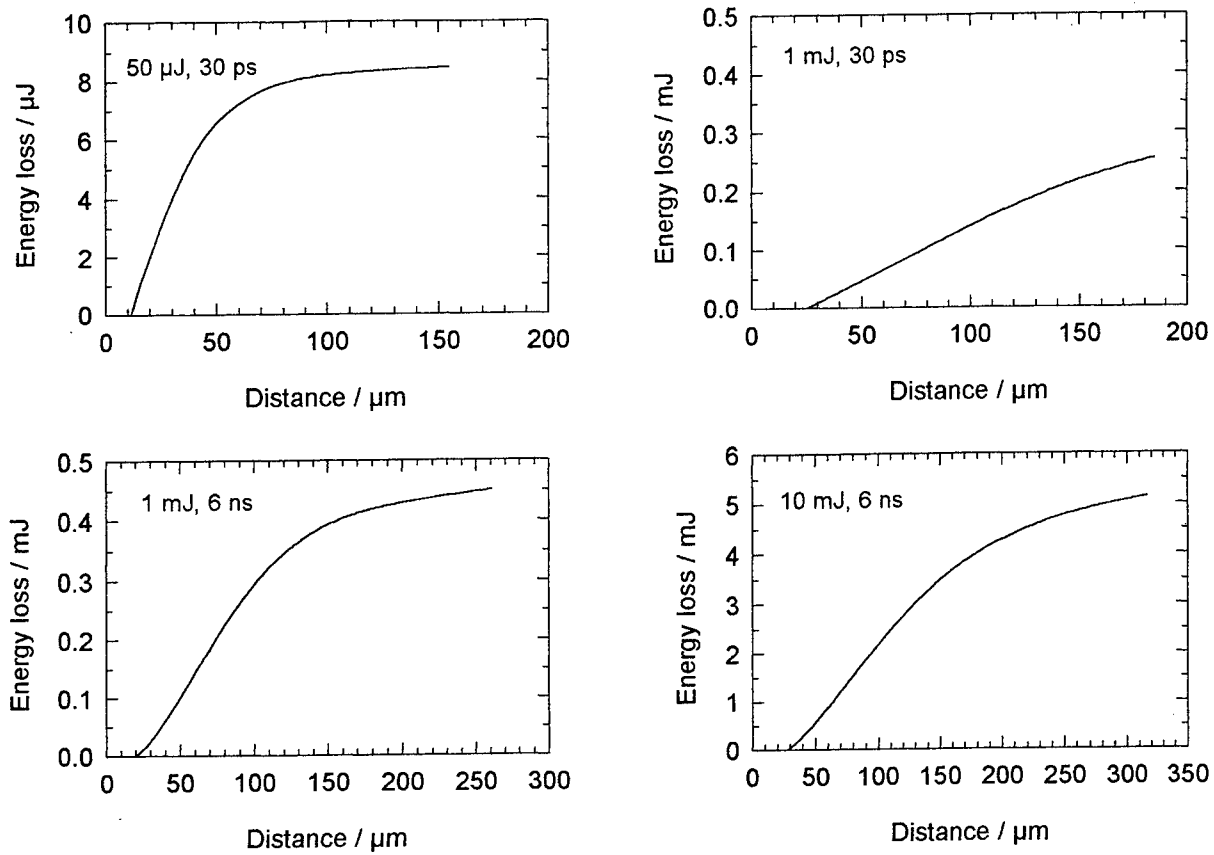 50 µJ, 30 ps
Energy loss / µJ
10
8
6
4
2
0
0 50 100 150 200
Distance / µm
1 mJ, 30 ps
Energy loss / mJ
0.5
0.4
0.3
0.2
0.1
0.0
0 50 100 150 200
Distance / µm
1 mJ, 6 ns
Energy loss / mJ
0.5
0.4
0.3
0.2
0.1
0.0
0 50 100 150 200 250 300
Distance / µm
10 mJ, 6 ns
Energy loss / mJ
6
5
4
3
2
1
0
0 50 100 150 200 250 300 350
Distance / µm